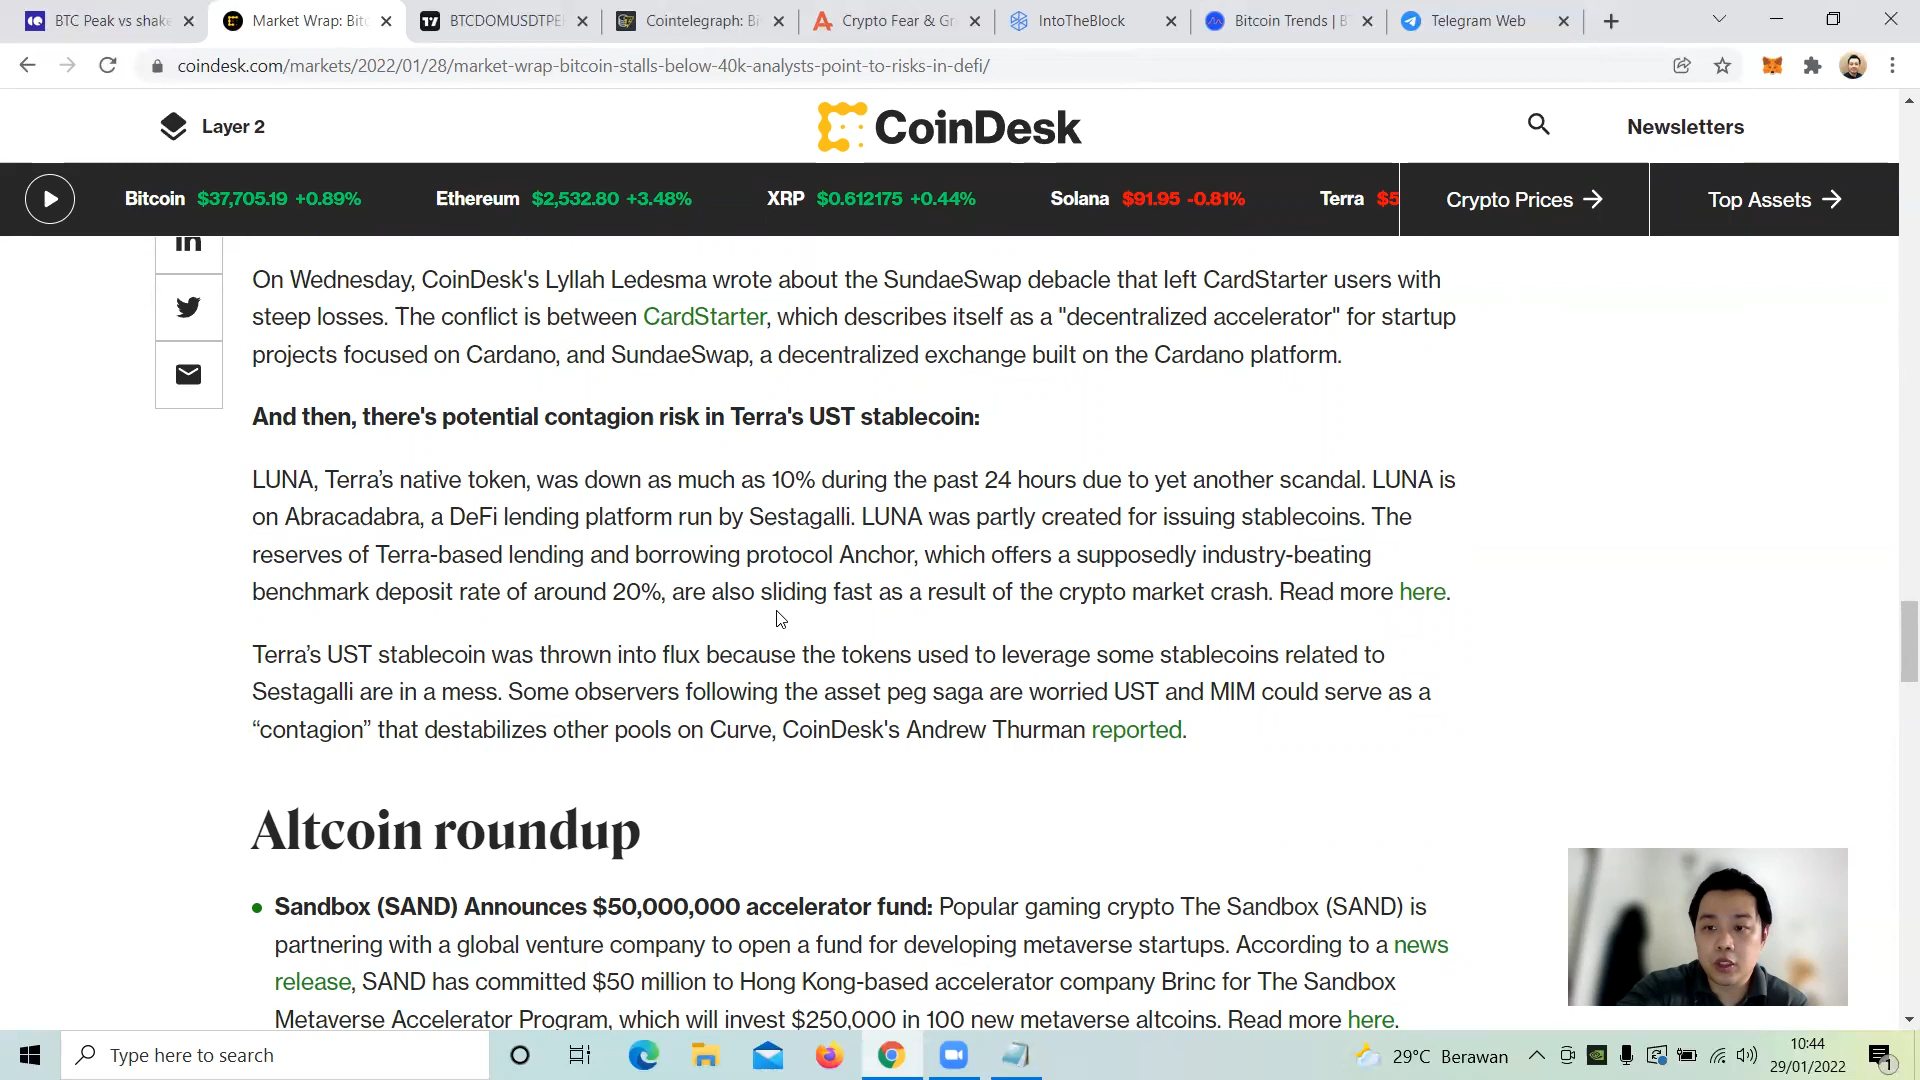 BTC Peak vs shake
Market Wrap: Bitc
BTCDOMUSDTPE
Cointelegraph: Bi
Crypto Fear & Gr
IntoTheBlock
Bitcoin Trends | B
Telegram Web
coindesk.com/markets/2022/01/28/market-wrap-bitcoin-stalls-below-40k-analysts-point-to-risks-in-defi/
Layer 2
CoinDesk
Newsletters
Bitcoin $37,705.19 +0.89%
Ethereum $2,532.80 +3.48%
XRP $0.612175 +0.44%
Solana $91.95 -0.81%
Terra $5
Crypto Prices →
Top Assets →
in
On Wednesday, CoinDesk's Lyllah Ledesma wrote about the SundaeSwap debacle that left CardStarter users with
steep losses. The conflict is between CardStarter, which describes itself as a "decentralized accelerator" for startup
projects focused on Cardano, and SundaeSwap, a decentralized exchange built on the Cardano platform.
And then, there's potential contagion risk in Terra's UST stablecoin:
LUNA, Terra’s native token, was down as much as 10% during the past 24 hours due to yet another scandal. LUNA is
on Abracadabra, a DeFi lending platform run by Sestagalli. LUNA was partly created for issuing stablecoins. The
reserves of Terra-based lending and borrowing protocol Anchor, which offers a supposedly industry-beating
benchmark deposit rate of around 20%, are also sliding fast as a result of the crypto market crash. Read more here.
Terra’s UST stablecoin was thrown into flux because the tokens used to leverage some stablecoins related to
Sestagalli are in a mess. Some observers following the asset peg saga are worried UST and MIM could serve as a
“contagion” that destabilizes other pools on Curve, CoinDesk's Andrew Thurman reported.
Altcoin roundup
Sandbox (SAND) Announces $50,000,000 accelerator fund: Popular gaming crypto The Sandbox (SAND) is
partnering with a global venture company to open a fund for developing metaverse startups. According to a news
release, SAND has committed $50 million to Hong Kong-based accelerator company Brinc for The Sandbox
Metaverse Accelerator Program, which will invest $250,000 in 100 new metaverse altcoins. Read more here.
Type here to search
29°C Berawan
10:44
29/01/2022
1